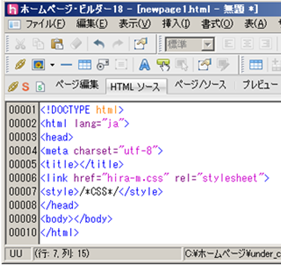 ホームページ・ビルダー18 - [newpage1.html - 無題 *]
ファイル(F) 編集(E) 表示(V) 挿入(I) 書式(O) 表(A)
標準
ページ編集 HTML ソース ページ/ソース プレビュー
00001 <!DOCTYPE html>
00002 <html lang="ja">
00003 <head>
00004 <meta charset="utf-8">
00005 <title></title>
00006 <link href="hira-m.css" rel="stylesheet">
00007 <style>/*CSS*/</style>
00008 </head>
00009 <body></body>
00010 </html>
UU (行: 7, 列: 15) C:¥ホームページ¥under_c